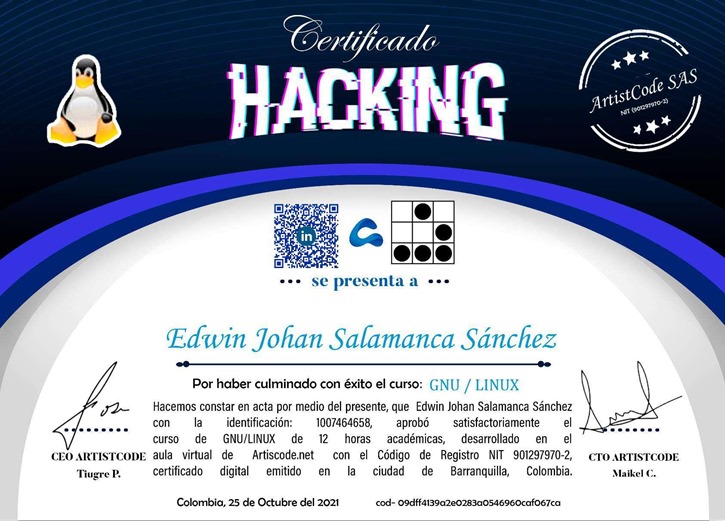 Certificado
HACKING
ArtistCode SAS
NIT (901297970-2)
in
••• se presenta a •••
Edwin Johan Salamanca Sánchez
Por haber culminado con éxito el curso: GNU / LINUX
Hacemos constar en acta por medio del presente, que Edwin Johan Salamanca Sánchez
con la identificación: 1007464658, aprobó satisfactoriamente el
curso de GNU/LINUX de 12 horas académicas, desarrollado en el
aula virtual de Artiscode.net con el Código de Registro NIT 901297970-2,
certificado digital emitido en la ciudad de Barranquilla, Colombia.
CEO ARTISTCODE
Tiugre P.
CTO ARTISTCODE
Maikel C.
Colombia, 25 de Octubre del 2021 cod- 09dff4139a2e0283a0546960caf067ca